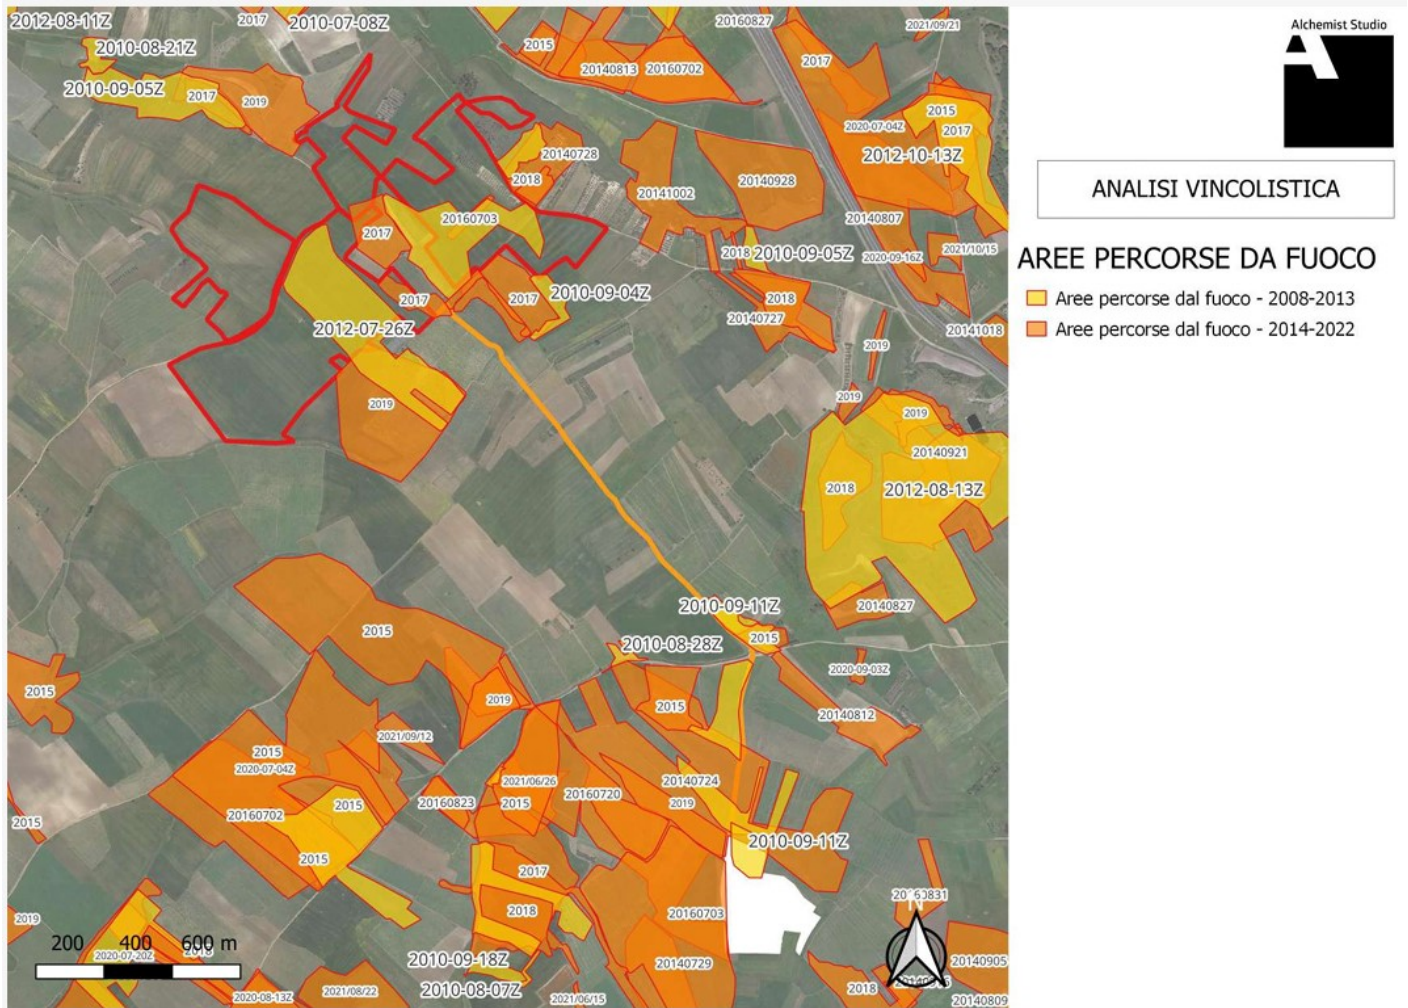 2012-08-11Z
2017
2010-07-08Z
20160827
2021/09/21
2010-08-21Z
2015
2017
20140813
20160702
2010-09-05Z
2017
2019
2015
2020-07-04Z
2017
2012-10-13Z
20140728
2018
20141002
20140928
20160703
20140807
2017
2018
2010-09-05Z
2020-09-16Z
2021/10/15
2017
2017
2010-09-04Z
2018
20140727
2012-07-26Z
20141018
2019
2019
2019
2019
20140921
2018
2012-08-13Z
2010-09-11Z
20140827
2015
2015
2010-08-28Z
2015
2020-09-03Z
2019
2015
20140812
2021/09/12
2015
2020-07-04Z
2021/06/26
20140724
20160823
2015
20160720
2019
2015
20160702
2015
2010-09-11Z
2015
2017
20160831
2018
20160703
2019
N
200 400 600 m
2020-07-20Z
2018
2010-09-18Z
20140729
20140905
2010-08-07Z
2020-08-13Z
2021/08/22
2021/06/15
2018
20140809
Alchemist Studio
A
ANALISI VINCOLISTICA
AREE PERCORSE DA FUOCO
Aree percorse dal fuoco - 2008-2013
Aree percorse dal fuoco - 2014-2022